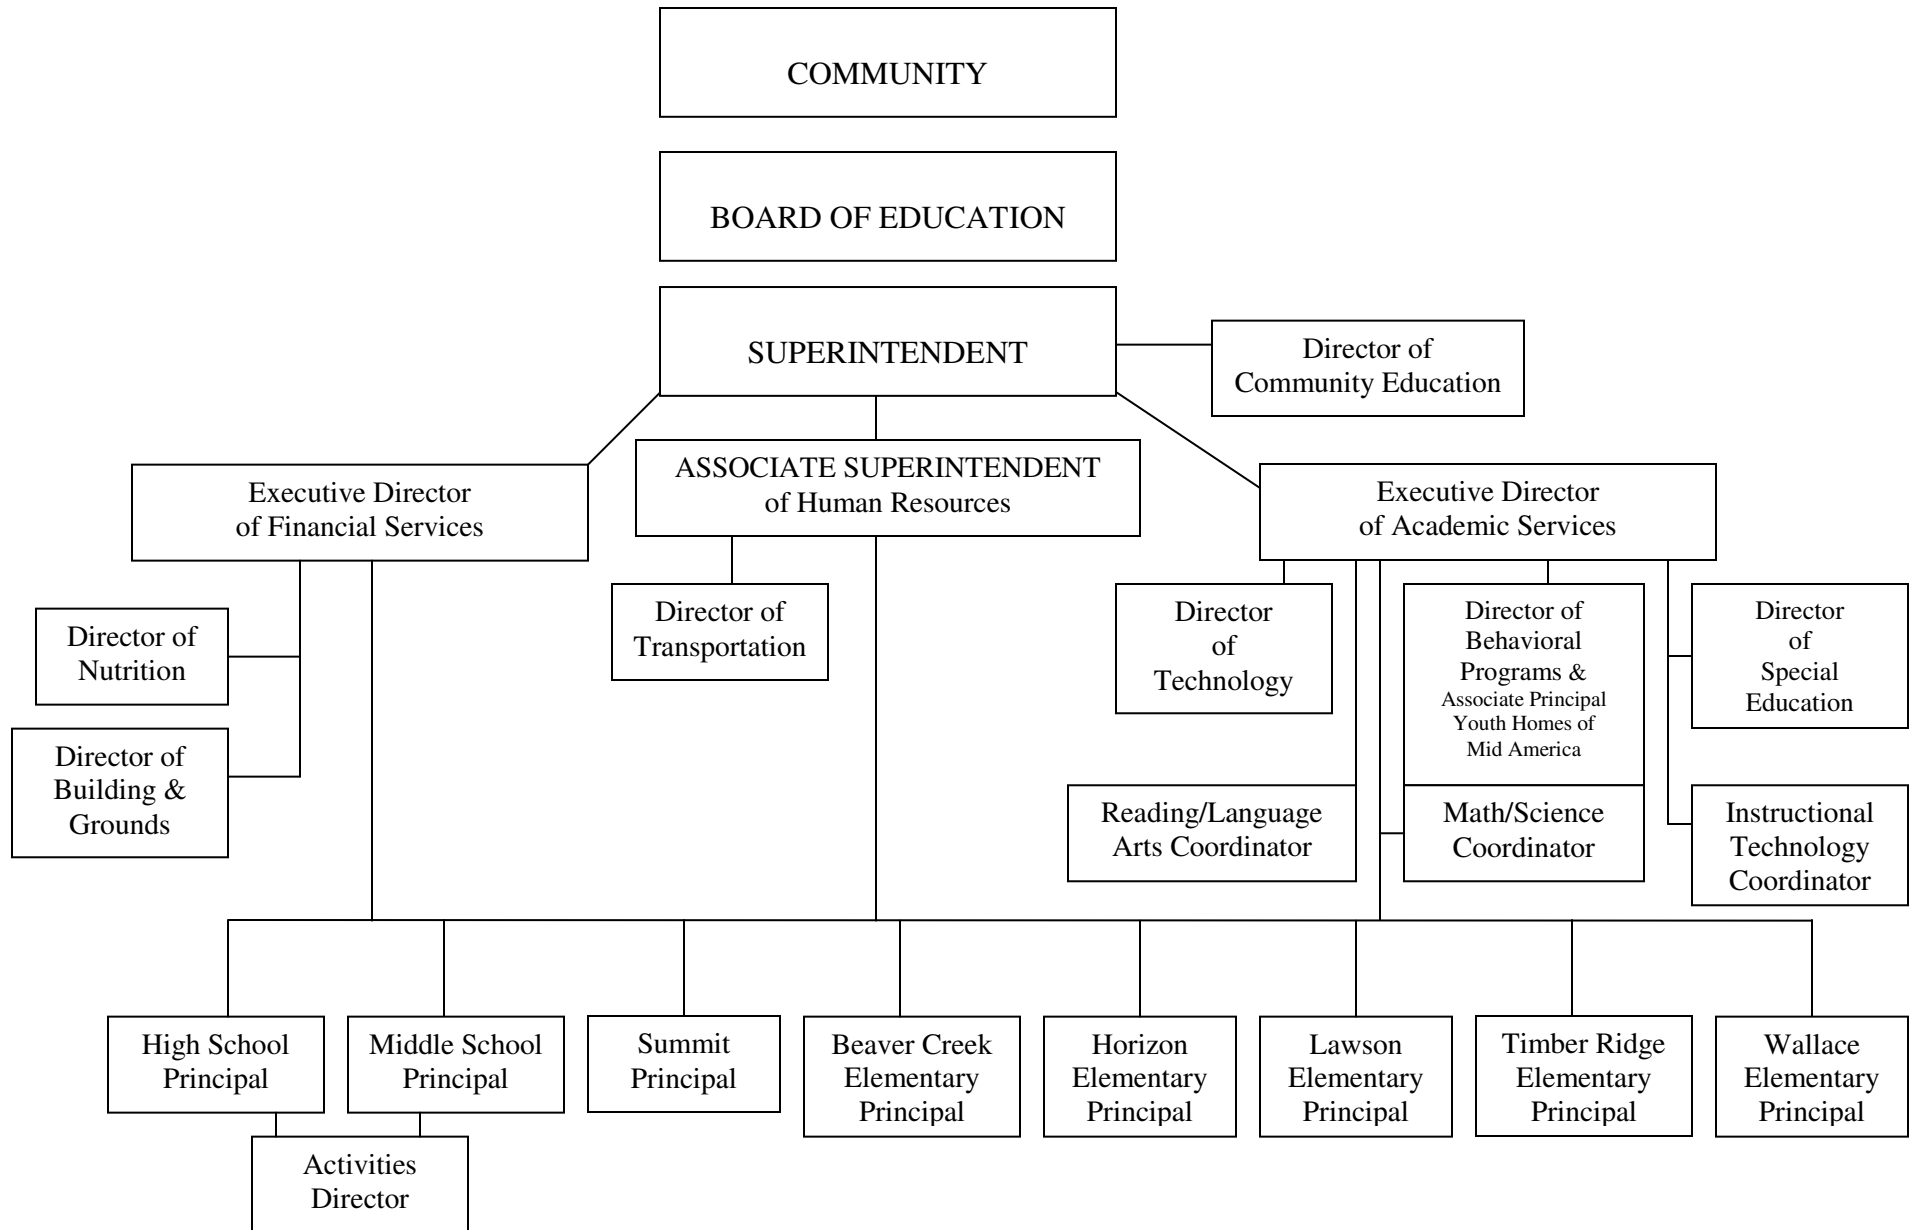 COMMUNITY
BOARD OF EDUCATION
SUPERINTENDENT
Director of
Community Education
Executive Director
of Financial Services
ASSOCIATE SUPERINTENDENT
of Human Resources
Executive Director
of Academic Services
Director of
Nutrition
Director of
Building &
Grounds
Director of
Transportation
Director
of
Technology
Director of
Behavioral
Programs &
Associate Principal
Youth Homes of
Mid America
Director
of
Special
Education
Reading/Language
Arts Coordinator
Math/Science
Coordinator
Instructional
Technology
Coordinator
High School
Principal
Middle School
Principal
Summit
Principal
Beaver Creek
Elementary
Principal
Horizon
Elementary
Principal
Lawson
Elementary
Principal
Timber Ridge
Elementary
Principal
Wallace
Elementary
Principal
Activities
Director